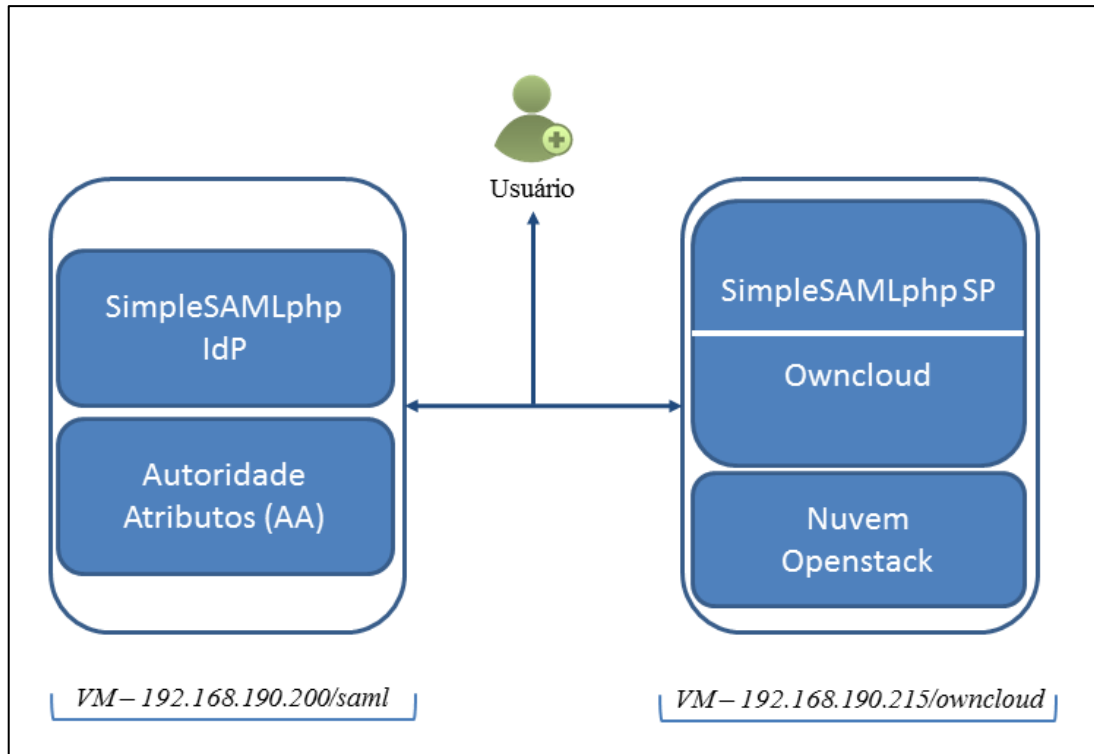 Usuário
SimpleSAMLphp
IdP
Autoridade
Atributos (AA)
SimpleSAMLphp SP
Owncloud
Nuvem
Openstack
VM – 192.168.190.200/saml
VM – 192.168.190.215/owncloud